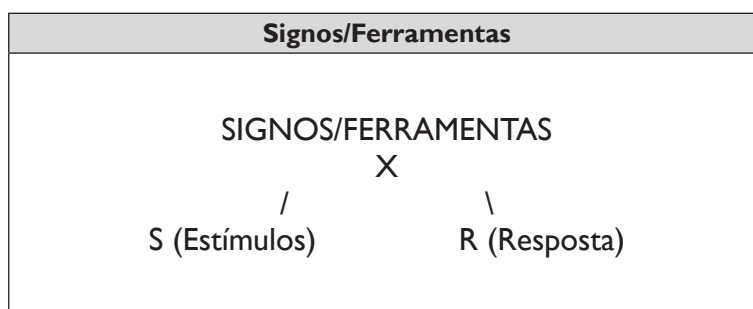 Signos/Ferramentas
SIGNOS/FERRAMENTAS
X
/ \
S (Estímulos) R (Resposta)